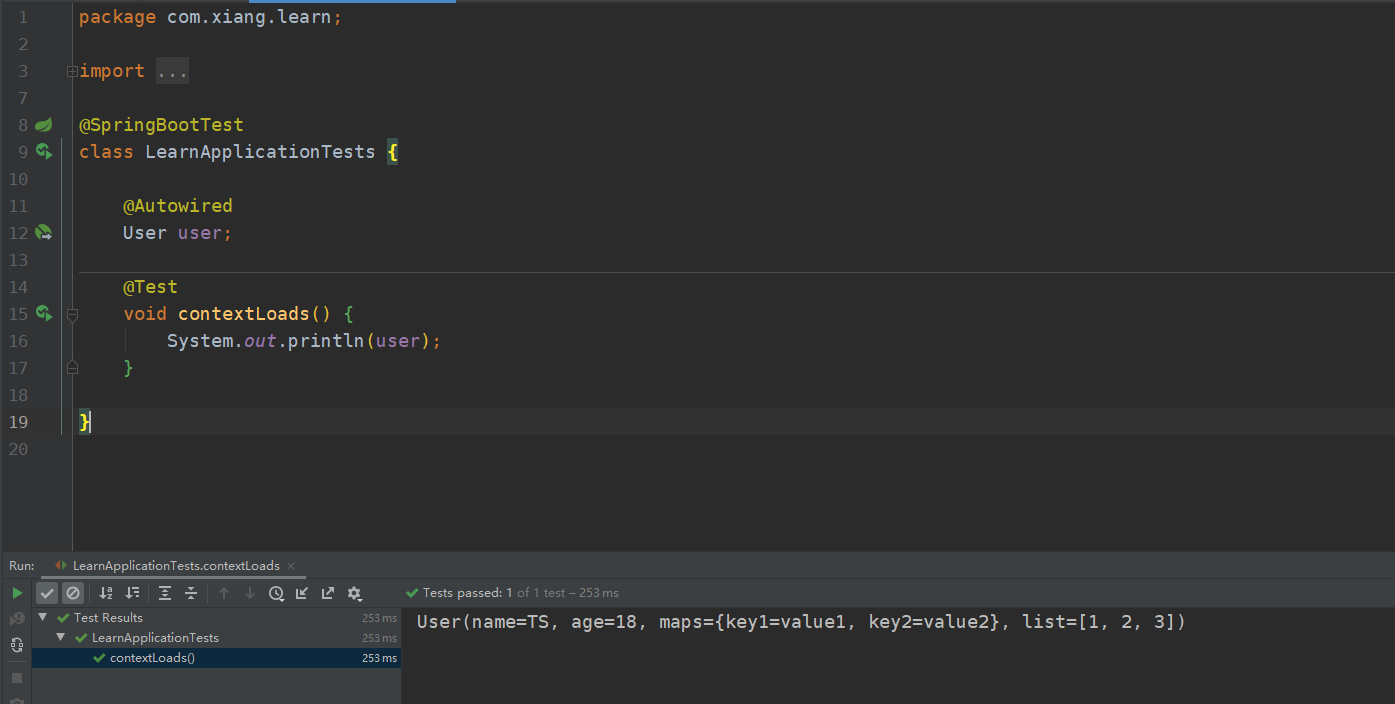 1 package com.xiang.learn;
2
3 import ...
7
8 @SpringBootTest
9 class LearnApplicationTests {
10
11 @Autowired
12 User user;
13
14 @Test
15 void contextLoads() {
16 System.out.println(user);
17 }
18
19 }
20
Run: LearnApplicationTests.contextLoads
Tests passed: 1 of 1 test – 253 ms
Test Results 253 ms
LearnApplicationTests 253 ms
contextLoads() 253 ms
User(name=TS, age=18, maps={key1=value1, key2=value2}, list=[1, 2, 3])